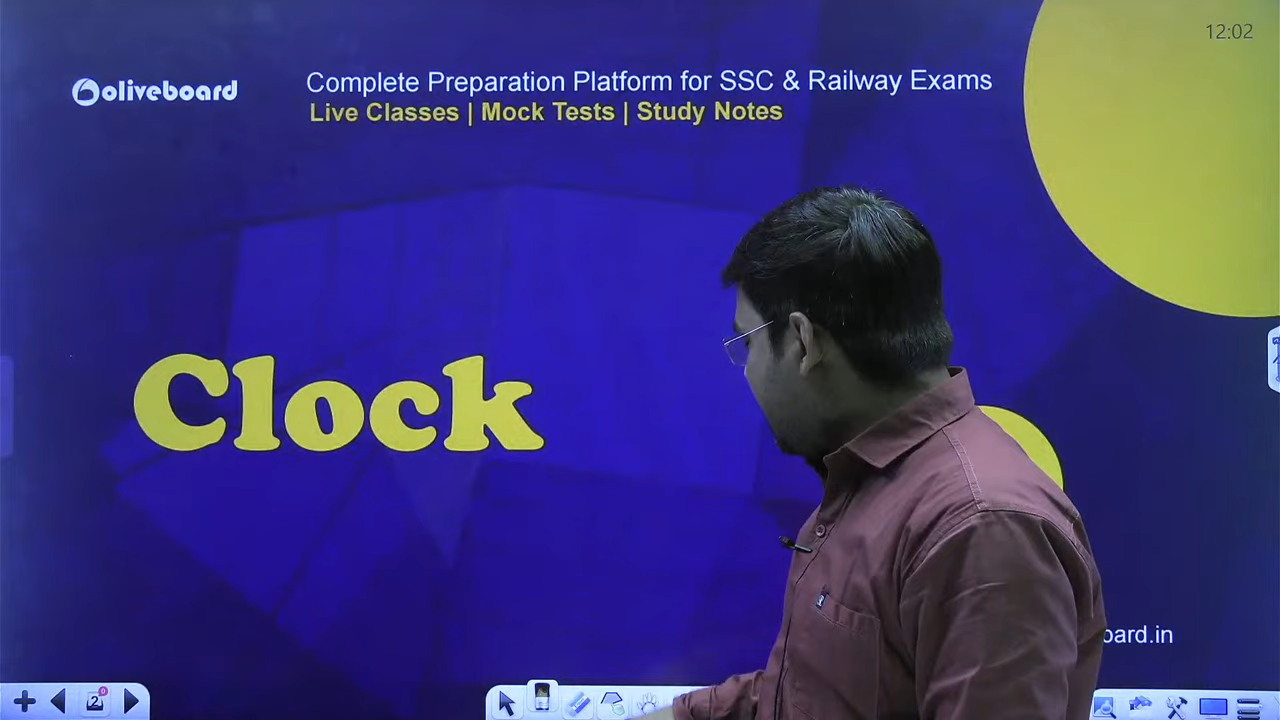 12:02
oliveboard
Complete Preparation Platform for SSC & Railway Exams
Live Classes | Mock Tests | Study Notes
Clock
oard.in
2
0